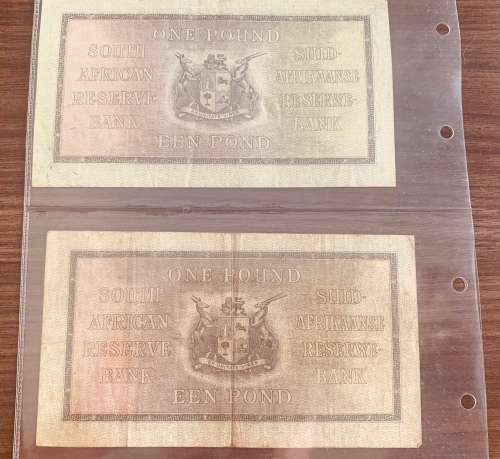 ONE POUND
SOUTH
AFRICAN
RESERVE
BANK
SUID-
AFRIKAANSE
RESERWE-
BANK
EEN POND
ONE POUND
SOUTH
AFRICAN
RESERVE
BANK
SUID-
AFRIKAANSE
RESERWE-
BANK
EEN POND